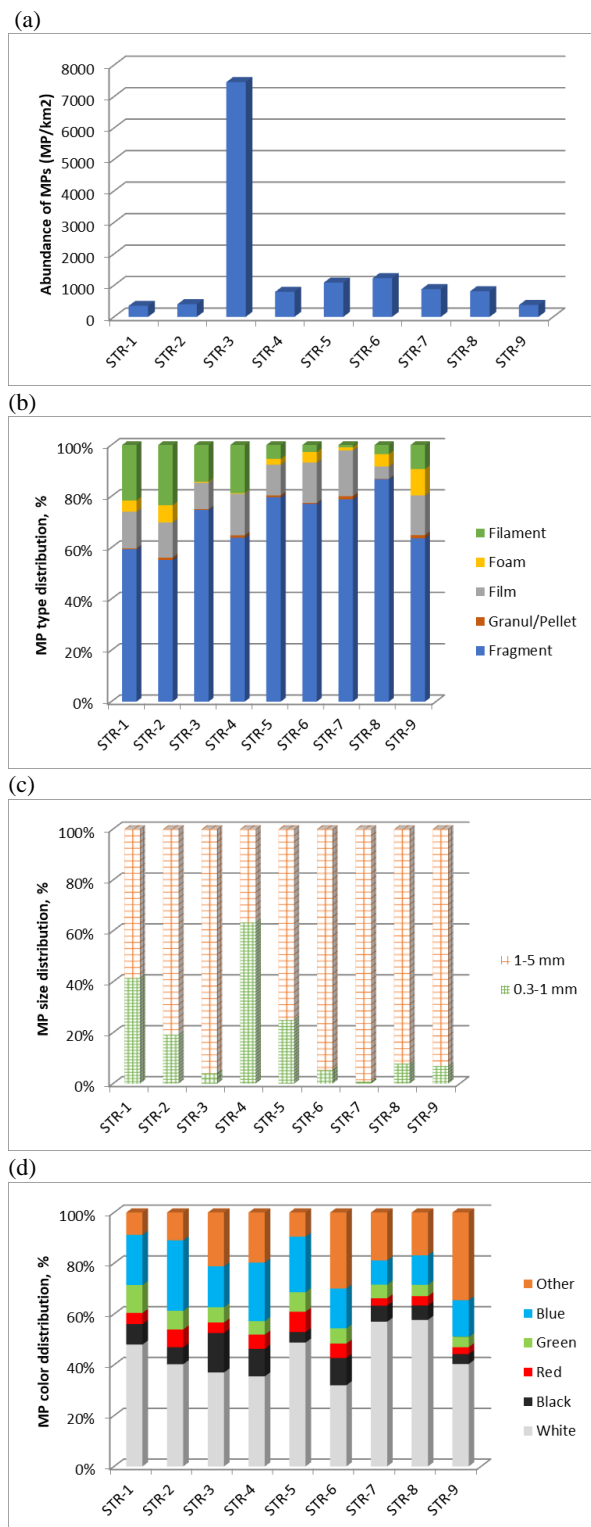 (a)
Abundance of MPs (MP/km2)
8000
7000
6000
5000
4000
3000
2000
1000
0
STR-1
STR-2
STR-3
STR-4
STR-5
STR-6
STR-7
STR-8
STR-9
(b)
MP type distribution, %
100%
80%
60%
40%
20%
0%
STR-1
STR-2
STR-3
STR-4
STR-5
STR-6
STR-7
STR-8
STR-9
Filament
Foam
Film
Granul/Pellet
Fragment
(c)
MP size distribution, %
100%
80%
60%
40%
20%
0%
STR-1
STR-2
STR-3
STR-4
STR-5
STR-6
STR-7
STR-8
STR-9
1-5 mm
0.3-1 mm
(d)
MP color ddistribution, %
100%
80%
60%
40%
20%
0%
STR-1
STR-2
STR-3
STR-4
STR-5
STR-6
STR-7
STR-8
STR-9
Other
Blue
Green
Red
Black
White